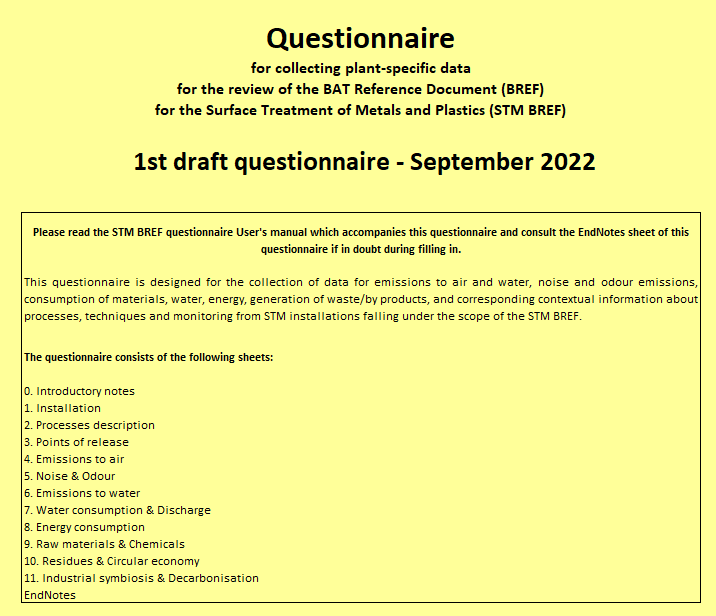 Questionnaire
for collecting plant-specific data
for the review of the BAT Reference Document (BREF)
for the Surface Treatment of Metals and Plastics (STM BREF)
1st draft questionnaire - September 2022
Please read the STM BREF questionnaire User's manual which accompanies this questionnaire and consult the EndNotes sheet of this
questionnaire if in doubt during filling in.
This questionnaire is designed for the collection of data for emissions to air and water, noise and odour emissions,
consumption of materials, water, energy, generation of waste/by products, and corresponding contextual information about
processes, techniques and monitoring from STM installations falling under the scope of the STM BREF.
The questionnaire consists of the following sheets:
0. Introductory notes
1. Installation
2. Processes description
3. Points of release
4. Emissions to air
5. Noise & Odour
6. Emissions to water
7. Water consumption & Discharge
8. Energy consumption
9. Raw materials & Chemicals
10. Residues & Circular economy
11. Industrial symbiosis & Decarbonisation
EndNotes